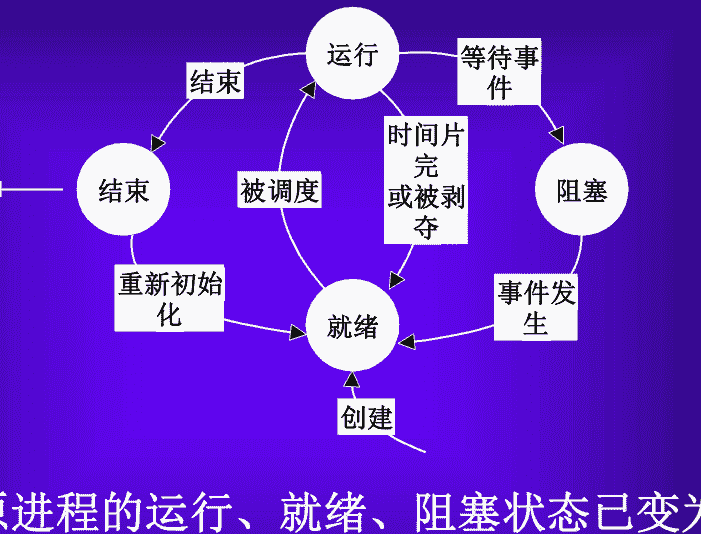 运行
等待事
件
结束
时间片
完
或被剥
夺
结束
被调度
阻塞
重新初始
化
就绪
事件发
生
创建
进程的运行、就绪、阻塞状态已变为